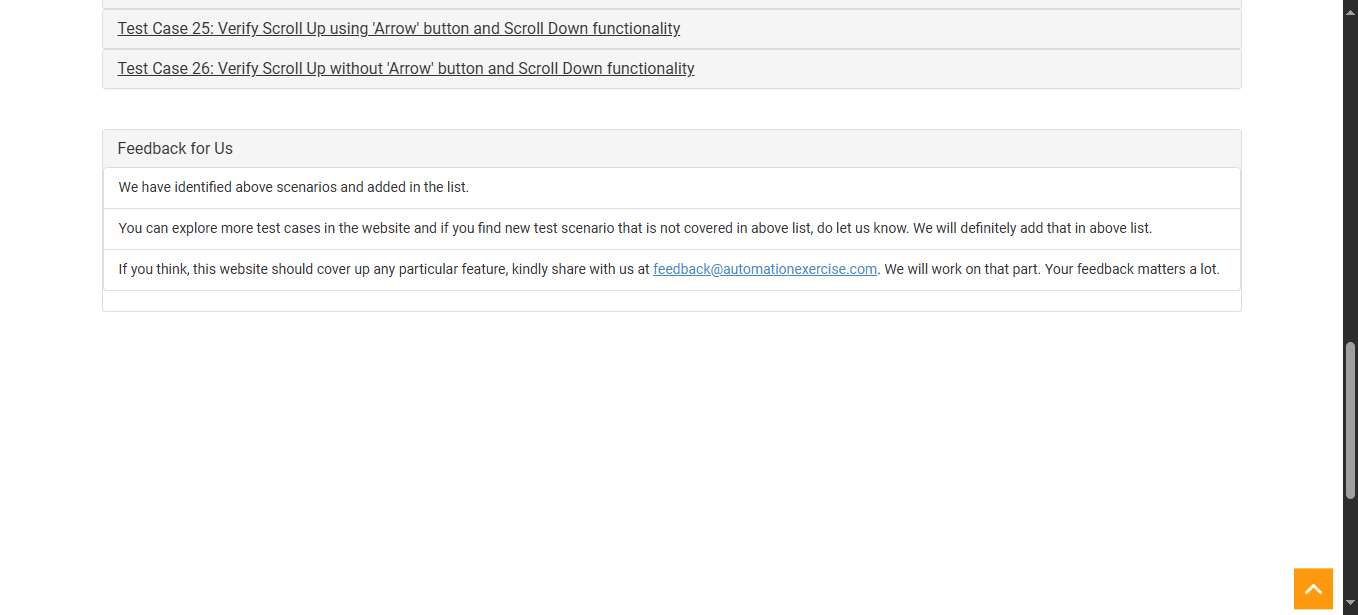 Test Case 25: Verify Scroll Up using 'Arrow' button and Scroll Down functionality
Test Case 26: Verify Scroll Up without 'Arrow' button and Scroll Down functionality
Feedback for Us
We have identified above scenarios and added in the list.
You can explore more test cases in the website and if you find new test scenario that is not covered in above list, do let us know. We will definitely add that in above list.
If you think, this website should cover up any particular feature, kindly share with us at feedback@automationexercise.com. We will work on that part. Your feedback matters a lot.